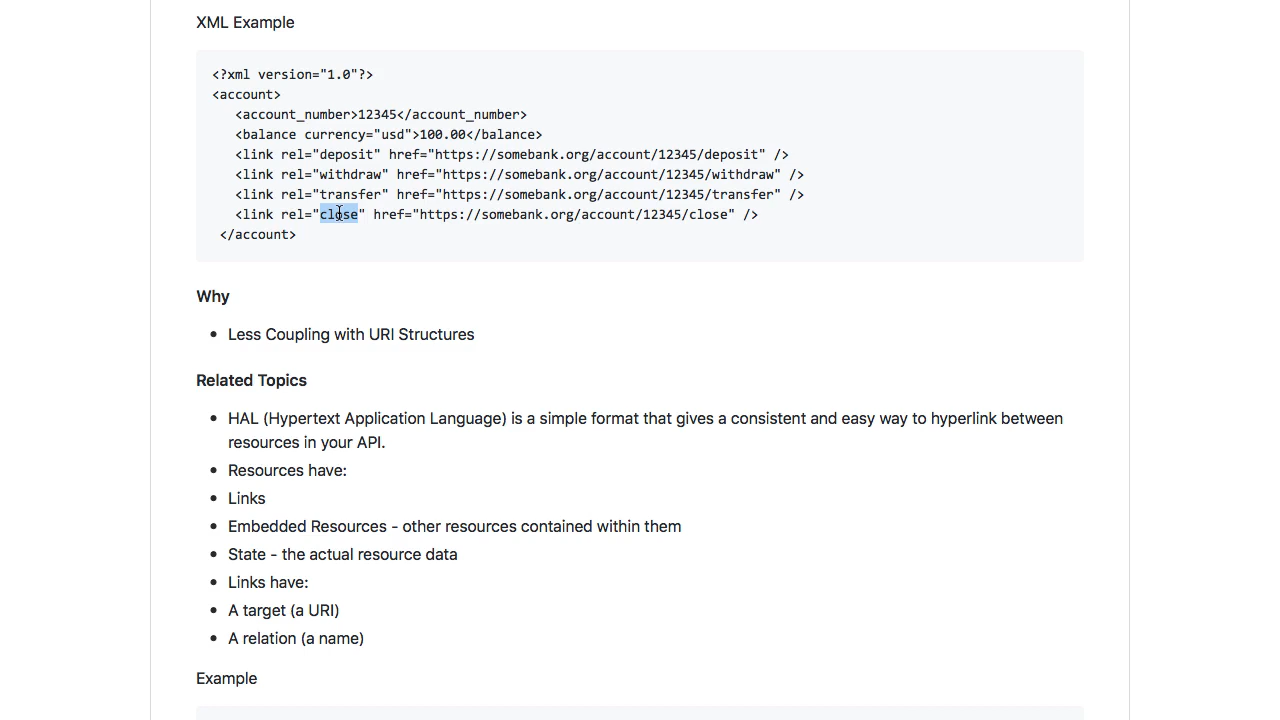 XML Example
<?xml version="1.0"?>
<account>
<account_number>12345</account_number>
<balance currency="usd">100.00</balance>
<link rel="deposit" href="https://somebank.org/account/12345/deposit" />
<link rel="withdraw" href="https://somebank.org/account/12345/withdraw" />
<link rel="transfer" href="https://somebank.org/account/12345/transfer" />
<link rel="close" href="https://somebank.org/account/12345/close" />
</account>
Why
• Less Coupling with URI Structures
Related Topics
• HAL (Hypertext Application Language) is a simple format that gives a consistent and easy way to hyperlink between
resources in your API.
• Resources have:
• Links
• Embedded Resources - other resources contained within them
• State - the actual resource data
• Links have:
• A target (a URI)
• A relation (a name)
Example